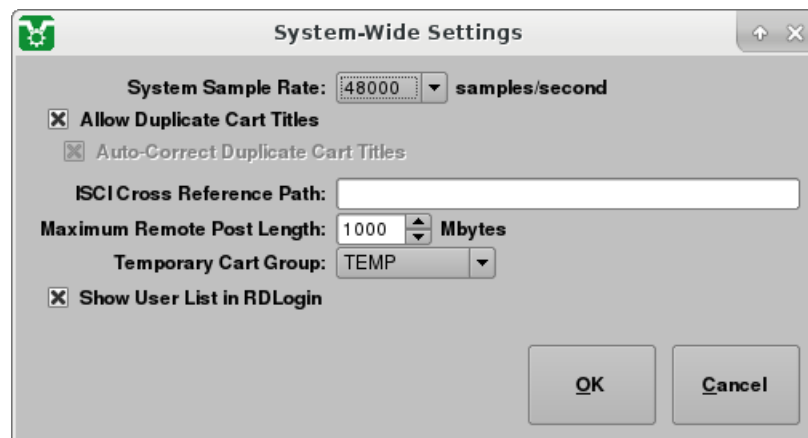 System-Wide Settings
System Sample Rate: 48000 samples/second
Allow Duplicate Cart Titles
Auto-Correct Duplicate Cart Titles
ISCI Cross Reference Path:
Maximum Remote Post Length: 1000 Mbytes
Temporary Cart Group: TEMP
Show User List in RDLogin
OK Cancel